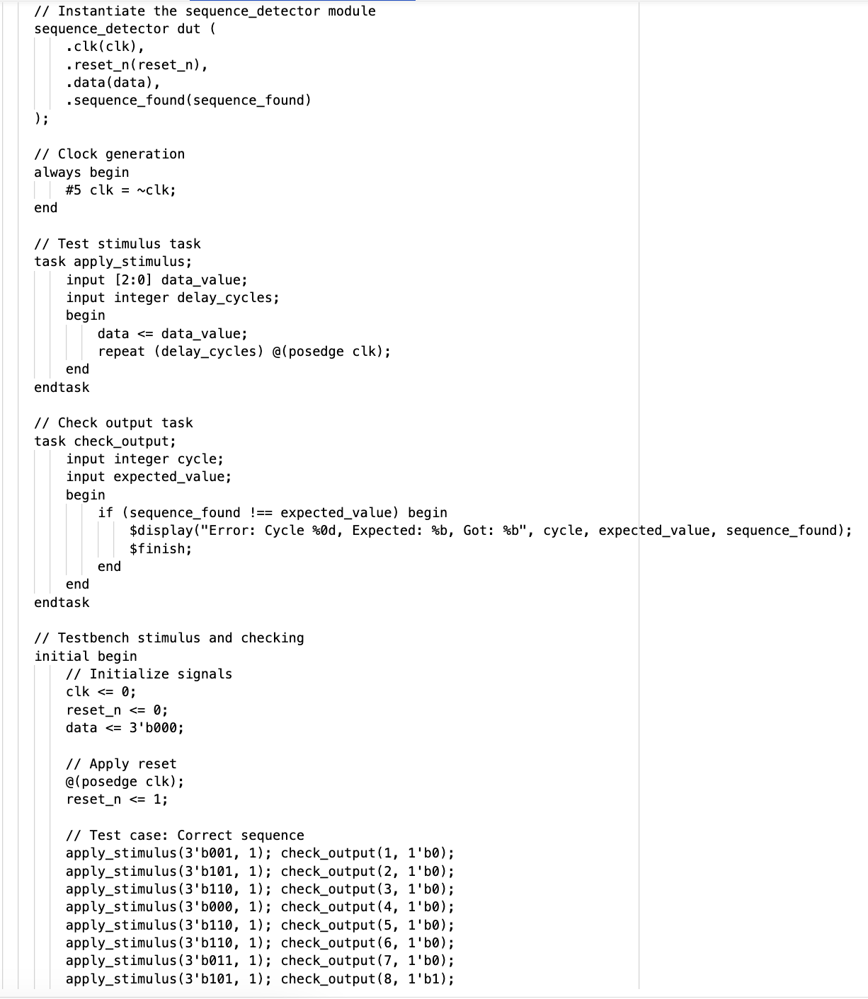 // Instantiate the sequence_detector module
sequence_detector dut (
.clk(clk),
.reset_n(reset_n),
.data(data),
.sequence_found(sequence_found)
);
// Clock generation
always begin
#5 clk = ~clk;
end
// Test stimulus task
task apply_stimulus;
input [2:0] data_value;
input integer delay_cycles;
begin
data <= data_value;
repeat (delay_cycles) @(posedge clk);
end
endtask
// Check output task
task check_output;
input integer cycle;
input expected_value;
begin
if (sequence_found !== expected_value) begin
$display("Error: Cycle %0d, Expected: %b, Got: %b", cycle, expected_value, sequence_found);
$finish;
end
end
endtask
// Testbench stimulus and checking
initial begin
// Initialize signals
clk <= 0;
reset_n <= 0;
data <= 3'b000;
// Apply reset
@(posedge clk);
reset_n <= 1;
// Test case: Correct sequence
apply_stimulus(3'b001, 1); check_output(1, 1'b0);
apply_stimulus(3'b101, 1); check_output(2, 1'b0);
apply_stimulus(3'b110, 1); check_output(3, 1'b0);
apply_stimulus(3'b000, 1); check_output(4, 1'b0);
apply_stimulus(3'b110, 1); check_output(5, 1'b0);
apply_stimulus(3'b110, 1); check_output(6, 1'b0);
apply_stimulus(3'b011, 1); check_output(7, 1'b0);
apply_stimulus(3'b101, 1); check_output(8, 1'b1);